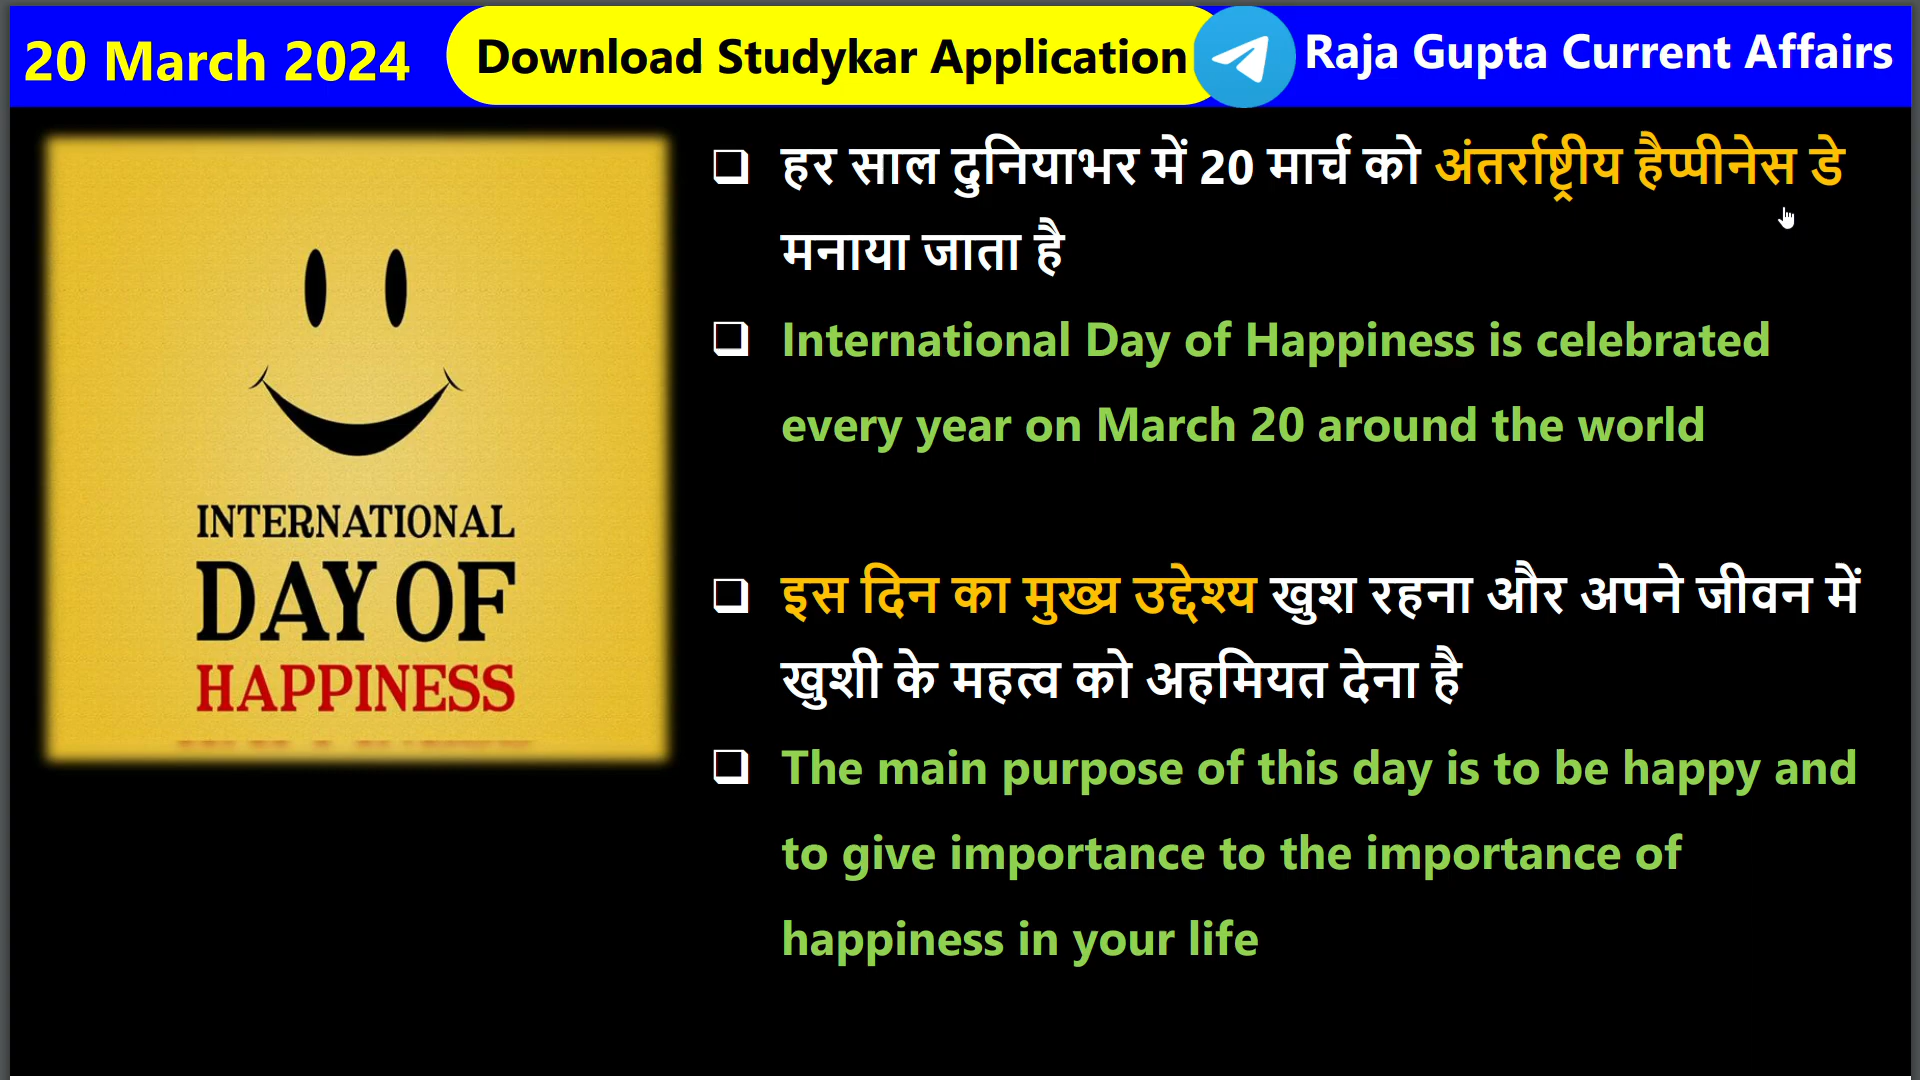 20 March 2024
Download Studykar Application
Raja Gupta Current Affairs
INTERNATIONAL
DAY OF
HAPPINESS
हर साल दुनियाभर में 20 मार्च को अंतर्राष्ट्रीय हैप्पीनेस डे
मनाया जाता है
International Day of Happiness is celebrated
every year on March 20 around the world
इस दिन का मुख्य उद्देश्य खुश रहना और अपने जीवन में
खुशी के महत्व को अहमियत देना है
The main purpose of this day is to be happy and
to give importance to the importance of
happiness in your life